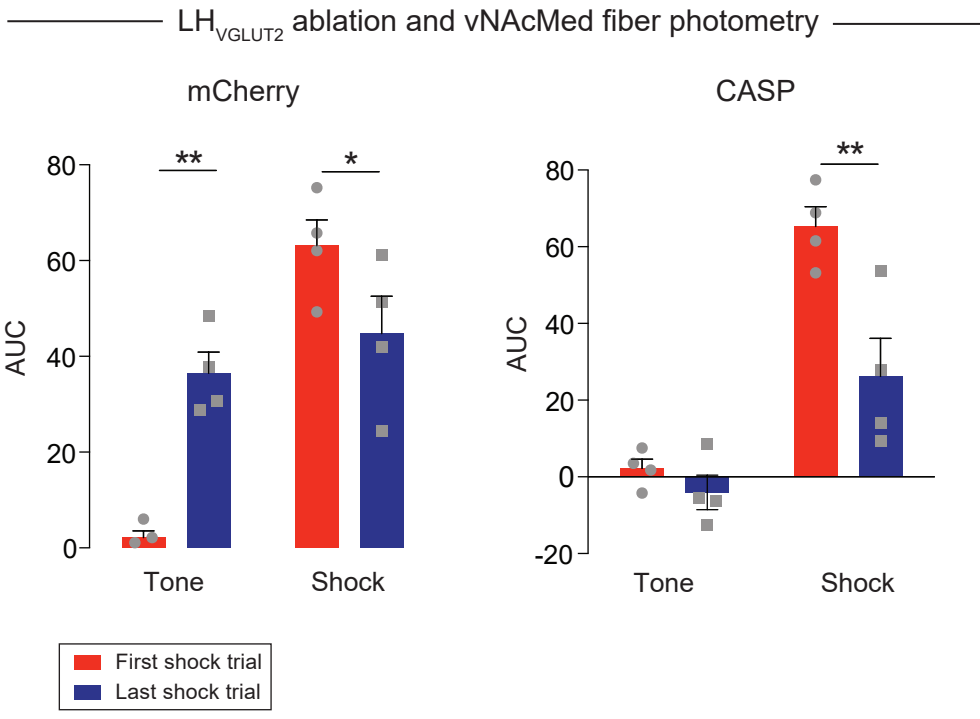 LH_VGLUT2 ablation and vNAcMed fiber photometry
mCherry
80
60
40
20
0
AUC
**
*
Tone
Shock
CASP
80
60
40
20
0
-20
AUC
**
Tone
Shock
First shock trial
Last shock trial